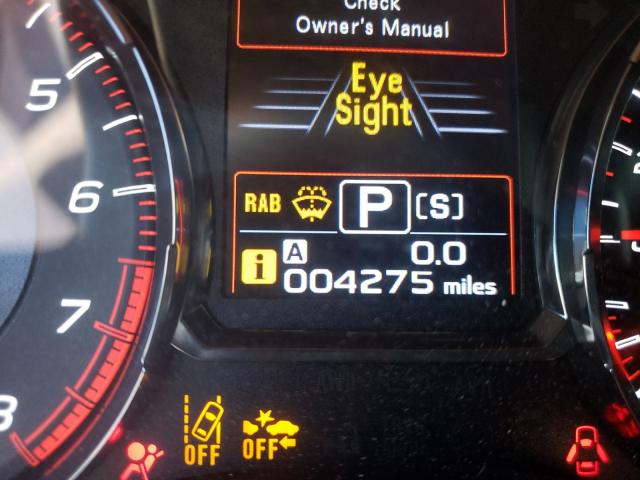 Check
Owner's Manual
Eye
Sight
5
6
7
8
RAB
P
[S]
i
A
0.0
004275 miles
OFF
OFF